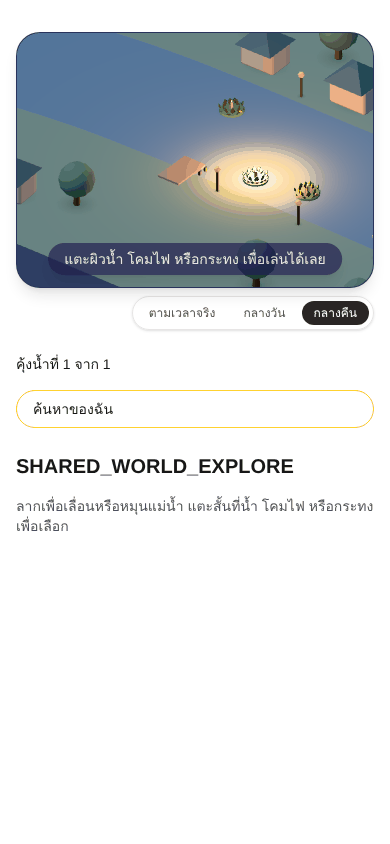 แตะผิวน้ำ โคมไฟ หรือกระทง เพื่อเล่นได้เลย
ตามเวลาจริง กลางวัน กลางคืน
คุ้งน้ำที่ 1 จาก 1
ค้นหาของฉัน
SHARED_WORLD_EXPLORE
ลากเพื่อเลื่อนหรือหมุนแม่น้ำ แตะสั้นที่น้ำ โคมไฟ หรือกระทง
เพื่อเลือก